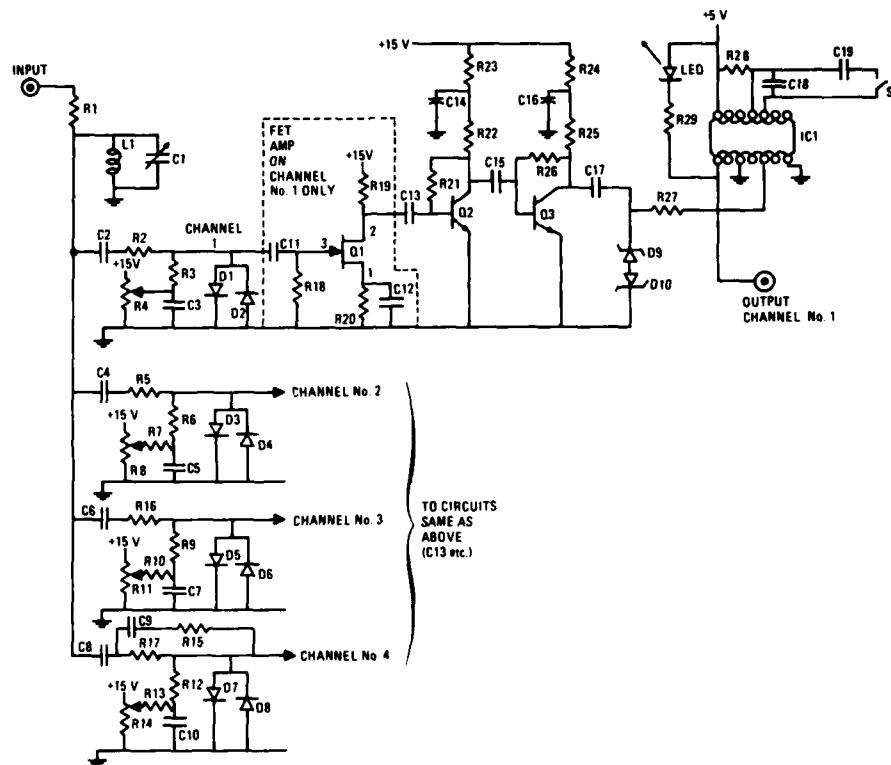 INPUT
R1
L1
C1
C2
R2
CHANNEL
1
+15V
R3
R4
C3
D1
D2
FET
AMP
ON
CHANNEL
No. 1 ONLY
+15V
R19
2
C11
3
Q1
1
R18
R20
C12
C13
+15 V
R23
C14
R22
R21
Q2
C15
R24
C16
R25
R26
Q3
C17
R27
D9
D10
+5 V
LED
R28
C19
C18
S
R29
IC1
OUTPUT
CHANNEL No. 1
C4
R5
CHANNEL No. 2
+15 V
R6
R7
R8
C5
D3
D4
C6
R16
CHANNEL No. 3
+15 V
R9
R10
R11
C7
D5
D6
TO CIRCUITS
SAME AS
ABOVE
(C13 etc.)
C9
R15
C8
R17
CHANNEL No 4
+15 V
R12
R13
R14
C10
D7
D8